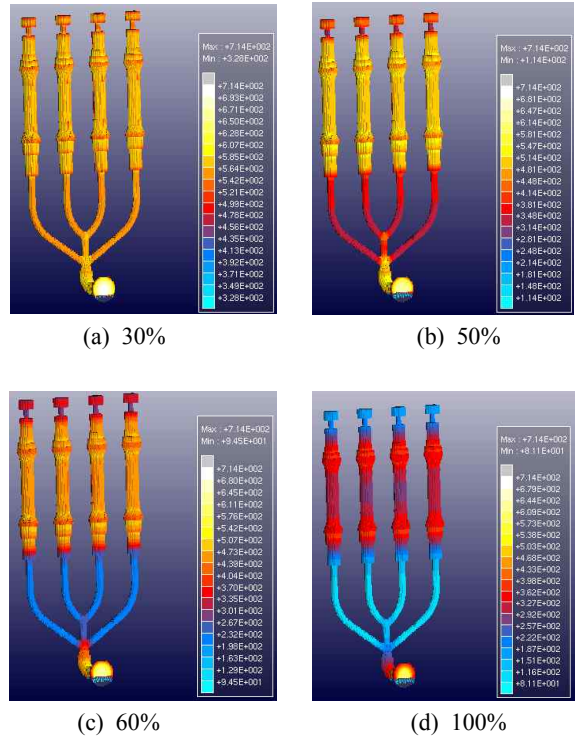 Max : +7.14E+002
Min : +3.28E+002
+7.14E+002
+6.93E+002
+6.71E+002
+6.50E+002
+6.28E+002
+6.07E+002
+5.85E+002
+5.64E+002
+5.42E+002
+5.21E+002
+4.99E+002
+4.78E+002
+4.56E+002
+4.35E+002
+4.13E+002
+3.92E+002
+3.71E+002
+3.49E+002
+3.28E+002
(a) 30%
Max : +7.14E+002
Min : +1.14E+002
+7.14E+002
+6.81E+002
+6.47E+002
+6.14E+002
+5.81E+002
+5.47E+002
+5.14E+002
+4.81E+002
+4.48E+002
+4.14E+002
+3.81E+002
+3.48E+002
+3.14E+002
+2.81E+002
+2.48E+002
+2.14E+002
+1.81E+002
+1.48E+002
+1.14E+002
(b) 50%
Max : +7.14E+002
Min : +9.45E+001
+7.14E+002
+6.80E+002
+6.45E+002
+6.11E+002
+5.76E+002
+5.42E+002
+5.07E+002
+4.73E+002
+4.39E+002
+4.04E+002
+3.70E+002
+3.35E+002
+3.01E+002
+2.67E+002
+2.32E+002
+1.98E+002
+1.63E+002
+1.29E+002
+9.45E+001
(c) 60%
Max : +7.14E+002
Min : +8.11E+001
+7.14E+002
+6.79E+002
+6.44E+002
+6.09E+002
+5.73E+002
+5.38E+002
+5.03E+002
+4.68E+002
+4.33E+002
+3.98E+002
+3.62E+002
+3.27E+002
+2.92E+002
+2.57E+002
+2.22E+002
+1.87E+002
+1.51E+002
+1.16E+002
+8.11E+001
(d) 100%